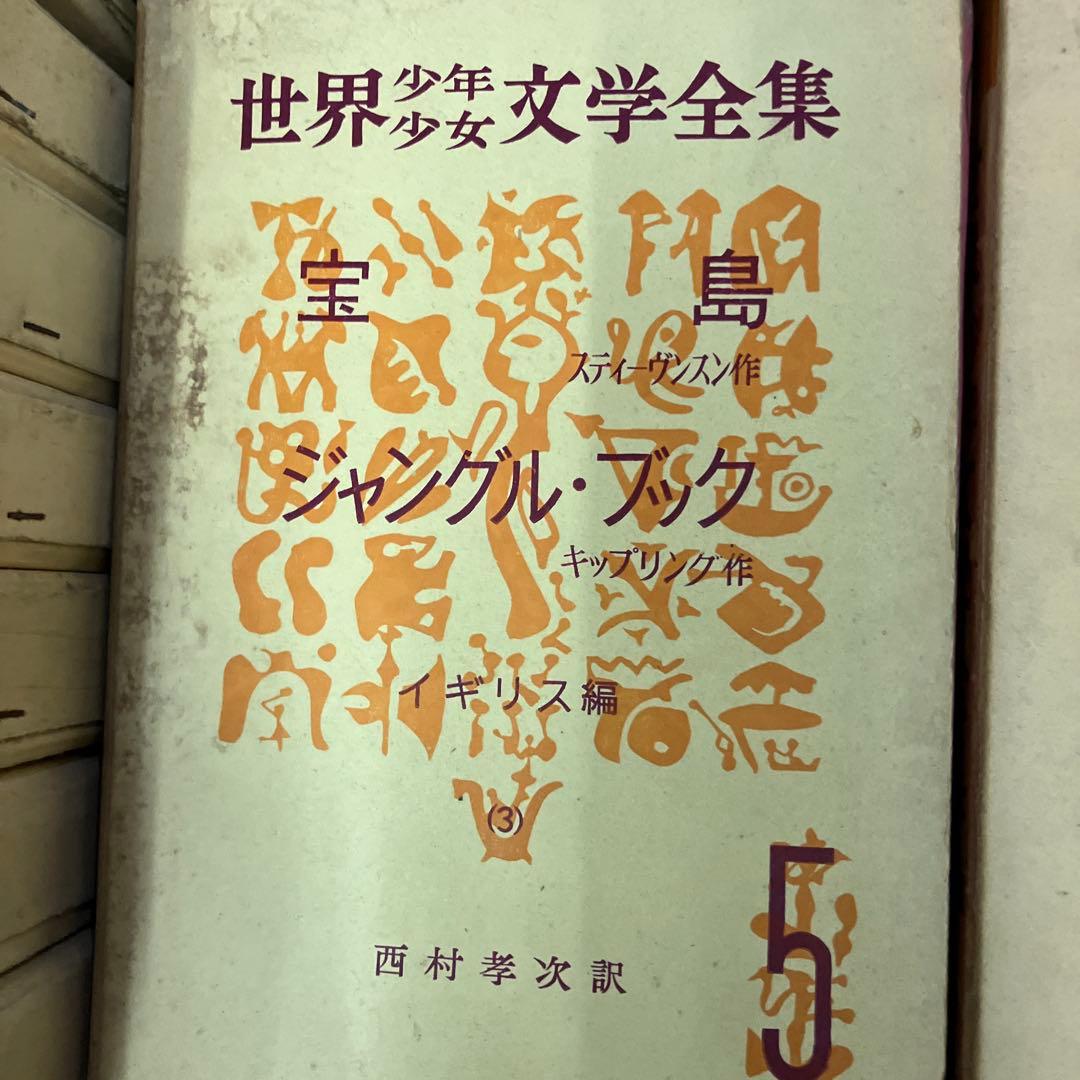 世界少年少女文学全集
宝島
スティーヴンスン作
ジャングル・ブック
キップリング作
イギリス編
(3)
西村孝次訳
5